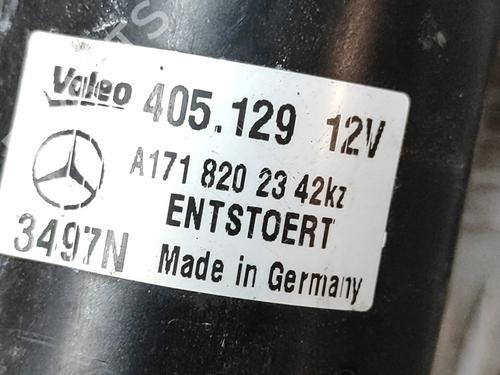 Valeo 405.129 12V
A171 820 23 42kz
ENTSTOERT
3497N Made in Germany